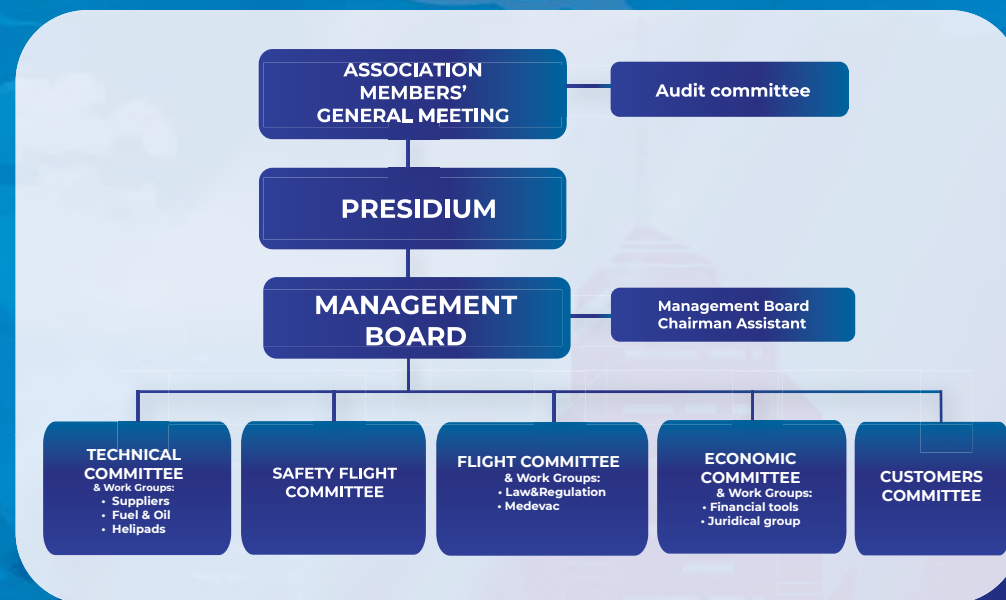 ASSOCIATION
MEMBERS’
GENERAL MEETING
Audit committee
PRESIDIUM
MANAGEMENT
BOARD
Management Board
Chairman Assistant
TECHNICAL
COMMITTEE
& Work Groups:
• Suppliers
• Fuel & Oil
• Helipads
SAFETY FLIGHT
COMMITTEE
FLIGHT COMMITTEE
& Work Groups:
• Law&Regulation
• Medevac
ECONOMIC
COMMITTEE
& Work Groups:
• Financial tools
• Juridical group
CUSTOMERS
COMMITTEE